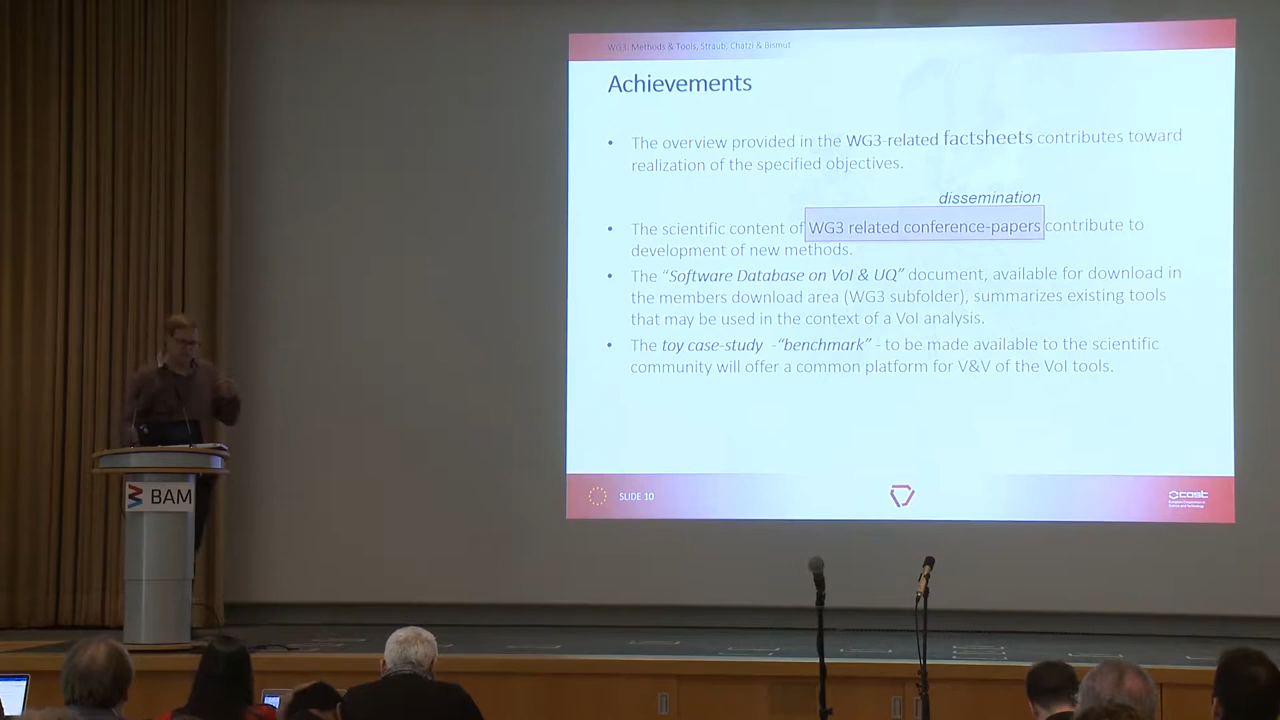 WG3: Methods & Tools, Straub, Chatzi & Bismut
Achievements
• The overview provided in the WG3-related factsheets contributes toward
realization of the specified objectives.
dissemination
• The scientific content of WG3 related conference-papers contribute to
development of new methods.
• The “Software Database on VoI & UQ” document, available for download in
the members download area (WG3 subfolder), summarizes existing tools
that may be used in the context of a VoI analysis.
• The toy case-study -“benchmark” - to be made available to the scientific
community will offer a common platform for V&V of the VoI tools.
SLIDE 10
cost
BAM